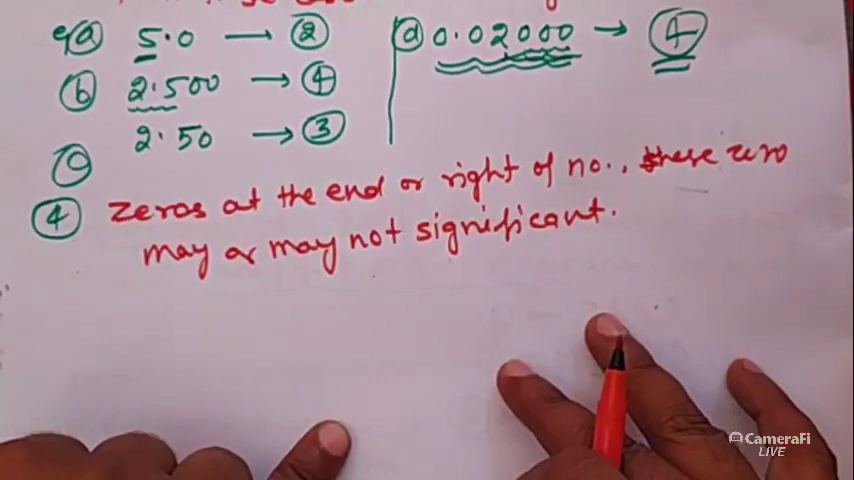 eg (a) 5.0 → (2)
(d) 0.02000 → (4)
(b) 2.500 → (4)
(c) 2.50 → (3)
(4) zeros at the end or right of no., these zero
may or may not significant.
CameraFi
LIVE